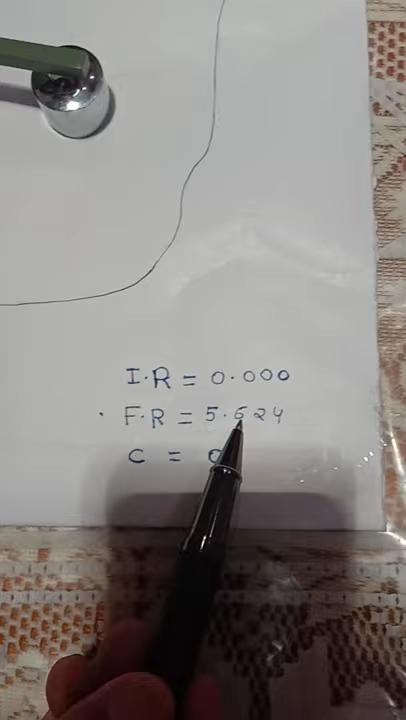 I.R = 0.000
F.R = 5.624
C =